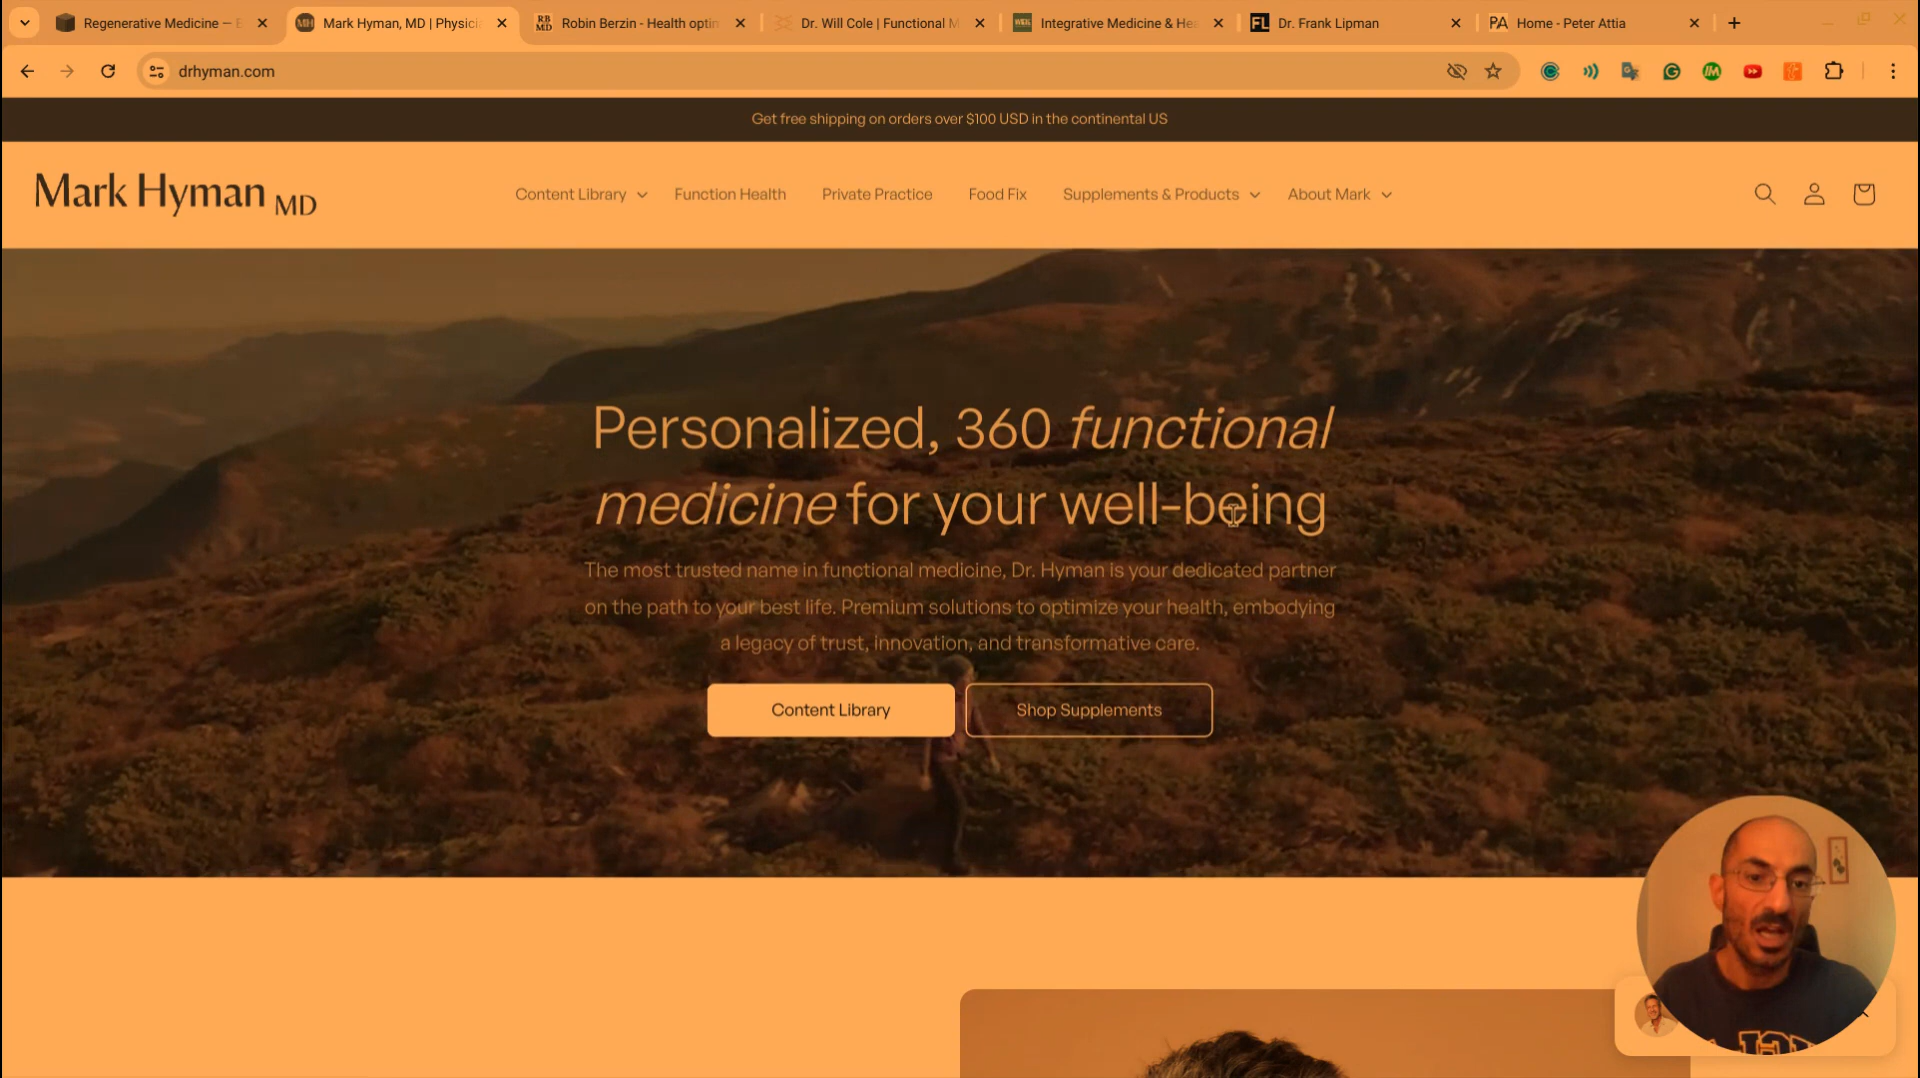 Regenerative Medicine — E
Mark Hyman, MD | Physicia
Robin Berzin - Health optim
Dr. Will Cole | Functional M
Integrative Medicine & Hea
Dr. Frank Lipman
Home - Peter Attia
drhyman.com
Get free shipping on orders over $100 USD in the continental US
Mark Hyman MD
Content Library
Function Health
Private Practice
Food Fix
Supplements & Products
About Mark
Personalized, 360 functional
medicine for your well-being
The most trusted name in functional medicine, Dr. Hyman is your dedicated partner
on the path to your best life. Premium solutions to optimize your health, embodying
a legacy of trust, innovation, and transformative care.
Content Library
Shop Supplements